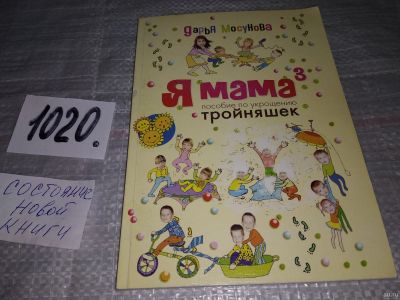 Дарья Мосунова
Я мама³
пособие по укрощению
тройняшек
1020.
СОСТОЯНИЕ
НОВОЙ
КНИГИ